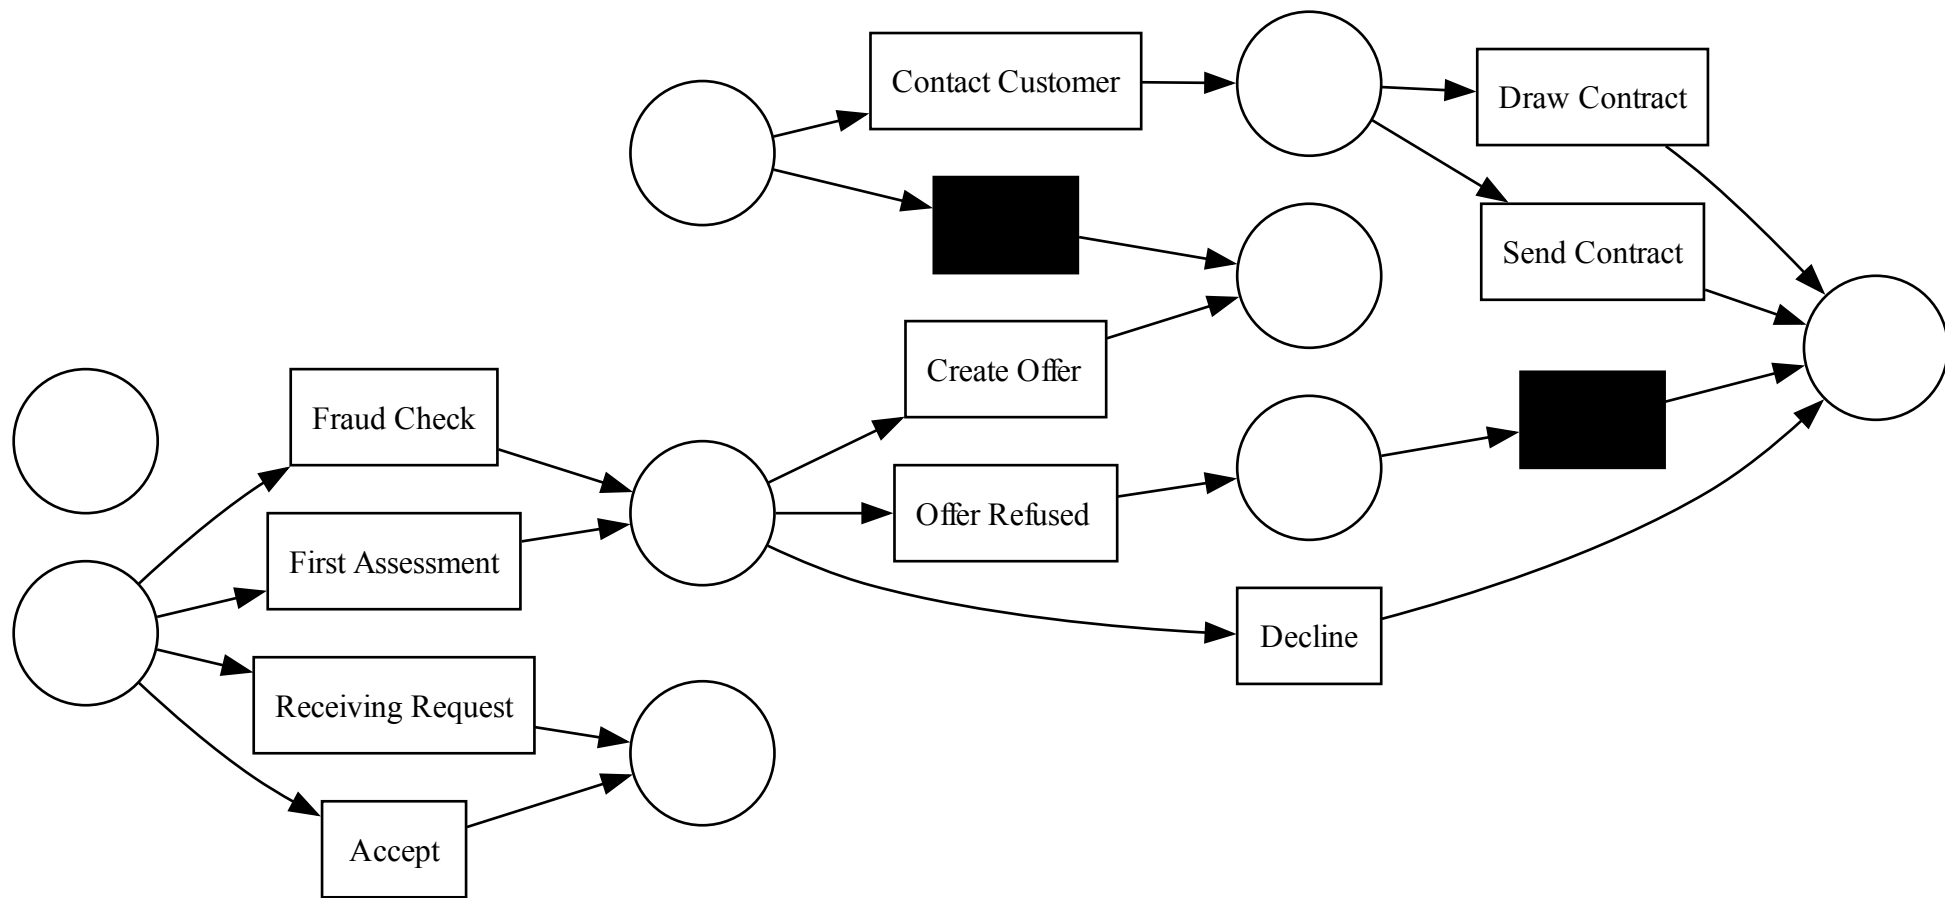 Contact Customer
Draw Contract
Send Contract
Create Offer
Fraud Check
Offer Refused
First Assessment
Decline
Receiving Request
Accept